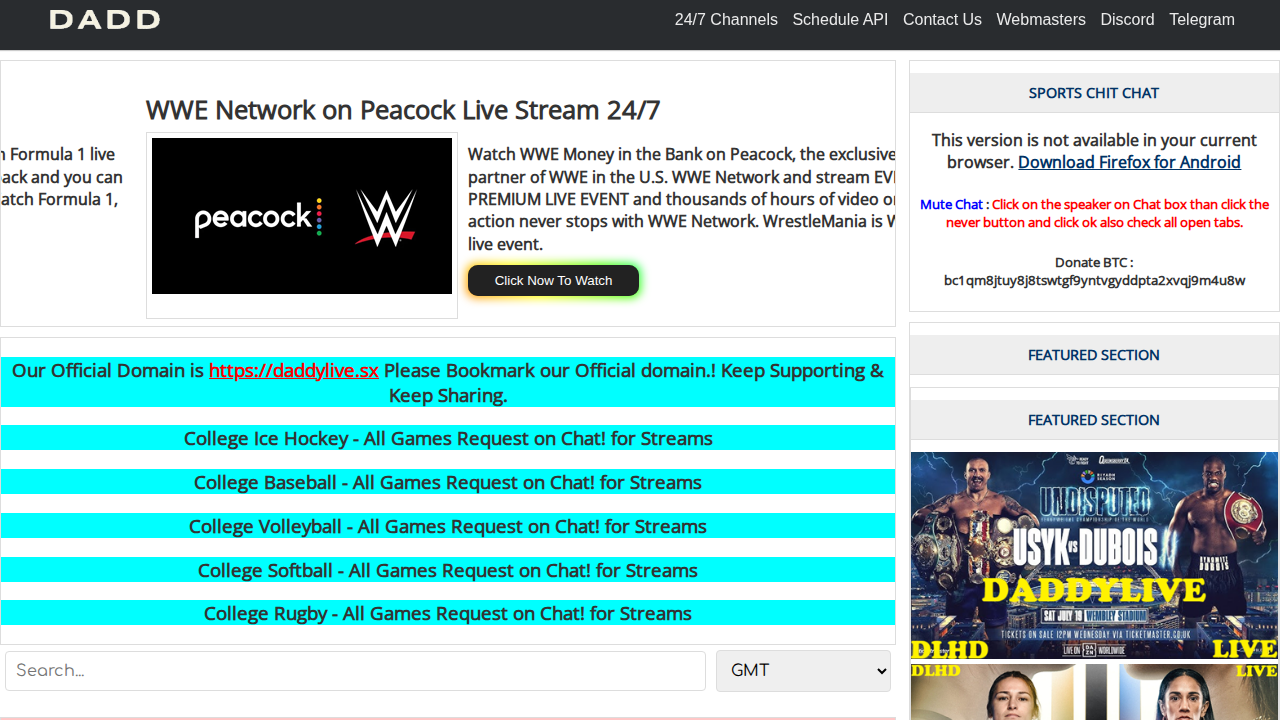 DADD
24/7 Channels Schedule API Contact Us Webmasters Discord Telegram
WWE Network on Peacock Live Stream 24/7
Formula 1 live
ack and you can
atch Formula 1,
peacock
W
Watch WWE Money in the Bank on Peacock, the exclusive
partner of WWE in the U.S. WWE Network and stream EV
PREMIUM LIVE EVENT and thousands of hours of video o
action never stops with WWE Network. WrestleMania is W
live event.
Click Now To Watch
Our Official Domain is https://daddylive.sx Please Bookmark our Official domain.! Keep Supporting &
Keep Sharing.
College Ice Hockey - All Games Request on Chat! for Streams
College Baseball - All Games Request on Chat! for Streams
College Volleyball - All Games Request on Chat! for Streams
College Softball - All Games Request on Chat! for Streams
College Rugby - All Games Request on Chat! for Streams
Search...
GMT
SPORTS CHIT CHAT
This version is not available in your current
browser. Download Firefox for Android
Mute Chat : Click on the speaker on Chat box than click the
never button and click ok also check all open tabs.
Donate BTC :
bc1qm8jtuy8j8tswtgf9yntvgyddpta2xvqj9m4u8w
FEATURED SECTION
FEATURED SECTION
QUEENSBERRY
RIYADH
SEASON
UNDISPUTED
USYK VS DUBOIS
DADDYLIVE
SAT JULY 19 WEMBLEY STADIUM
TICKETS ON SALE 12PM WEDNESDAY VIA TICKETMASTER.CO.UK
LIVE ON DAZN WORLDWIDE
DLHD LIVE
DLHD LIVE